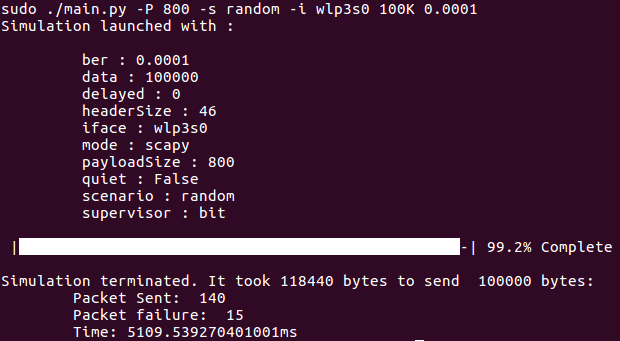 sudo ./main.py -P 800 -s random -i wlp3s0 100K 0.0001
Simulation launched with :
ber : 0.0001
data : 100000
delayed : 0
headerSize : 46
iface : wlp3s0
mode : scapy
payloadSize : 800
quiet : False
scenario : random
supervisor : bit
| -| 99.2% Complete
Simulation terminated. It took 118440 bytes to send  100000 bytes:
Packet Sent:  140
Packet failure:  15
Time: 5109.539270401001ms